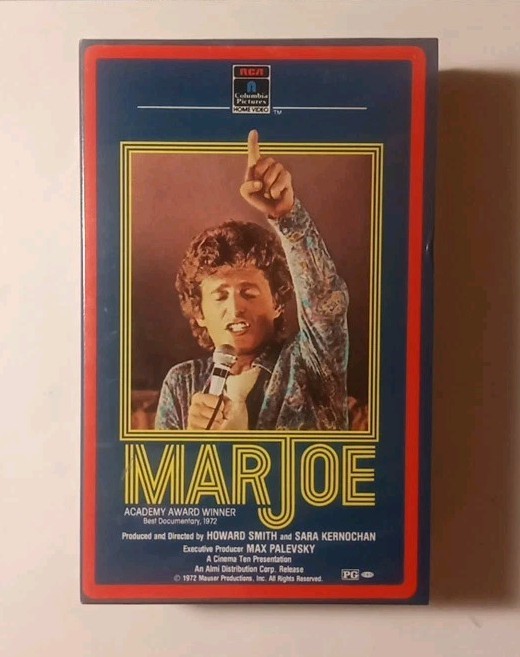 RCA
Columbia
Pictures
HOME VIDEO
TM
MARJOE
ACADEMY AWARD WINNER
Best Documentary, 1972
Produced and Directed by HOWARD SMITH and SARA KERNOCHAN
Executive Producer MAX PALEVSKY
A Cinema Ten Presentation
An Almi Distribution Corp. Release
© 1972 Mauser Productions, Inc. All Rights Reserved.
PG